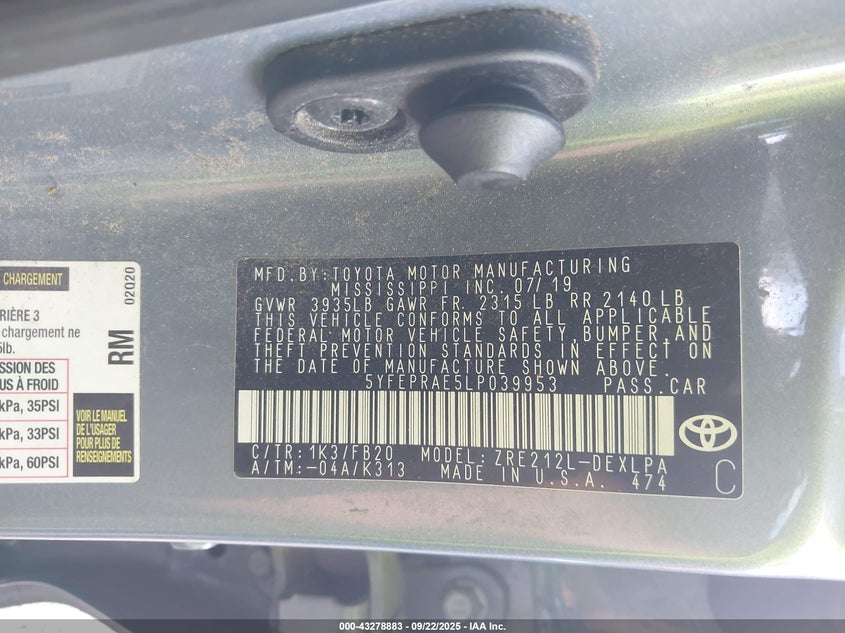 CHARGEMENT
RIÈRE 3
chargement ne
lb.
SSION DES
US À FROID
kPa, 35PSI
kPa, 33PSI
kPa, 60PSI
VOIR LE MANUEL
DE L'USAGER
POUR PLUS DE
RENSEIGNEMENTS
RM
02020
MFD. BY: TOYOTA MOTOR MANUFACTURING
MISSISSIPPI INC. 07/19
GVWR 3935LB GAWR FR. 2315 LB RR 2140 LB
THIS VEHICLE CONFORMS TO ALL APPLICABLE
FEDERAL MOTOR VEHICLE SAFETY, BUMPER, AND
THEFT PREVENTION STANDARDS IN EFFECT ON
THE DATE OF MANUFACTURE SHOWN ABOVE.
5YFEPRAE5LP039953 PASS.CAR
C/TR: 1K3/FB20 MODEL: ZRE212L-DEXLPA
A/TM: -04A/K313 MADE IN U.S.A. 474
C
000-43278883 - 09/22/2025 - IAA Inc.